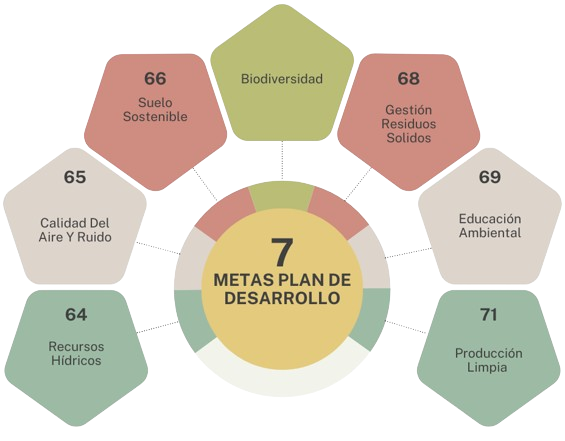 Biodiversidad
66
Suelo
Sostenible
68
Gestión
Residuos
Solidos
65
Calidad Del
Aire Y Ruido
69
Educación
Ambiental
7
METAS PLAN DE
DESARROLLO
64
Recursos
Hídricos
71
Producción
Limpia